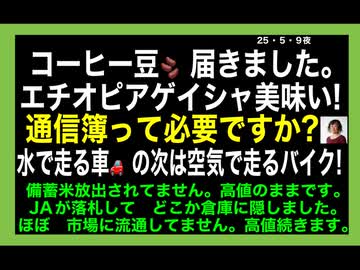 25・5・9夜
コーヒー豆🫘届きました。
エチオピアゲイシャ美味い!
通信簿って必要ですか?
水で走る車🚘の次は空気で走るバイク!
備蓄米放出されてません。高値のままです。
JAが落札して　どこか倉庫に隠しました。
ほぼ　市場に流通してません。高値続きます。